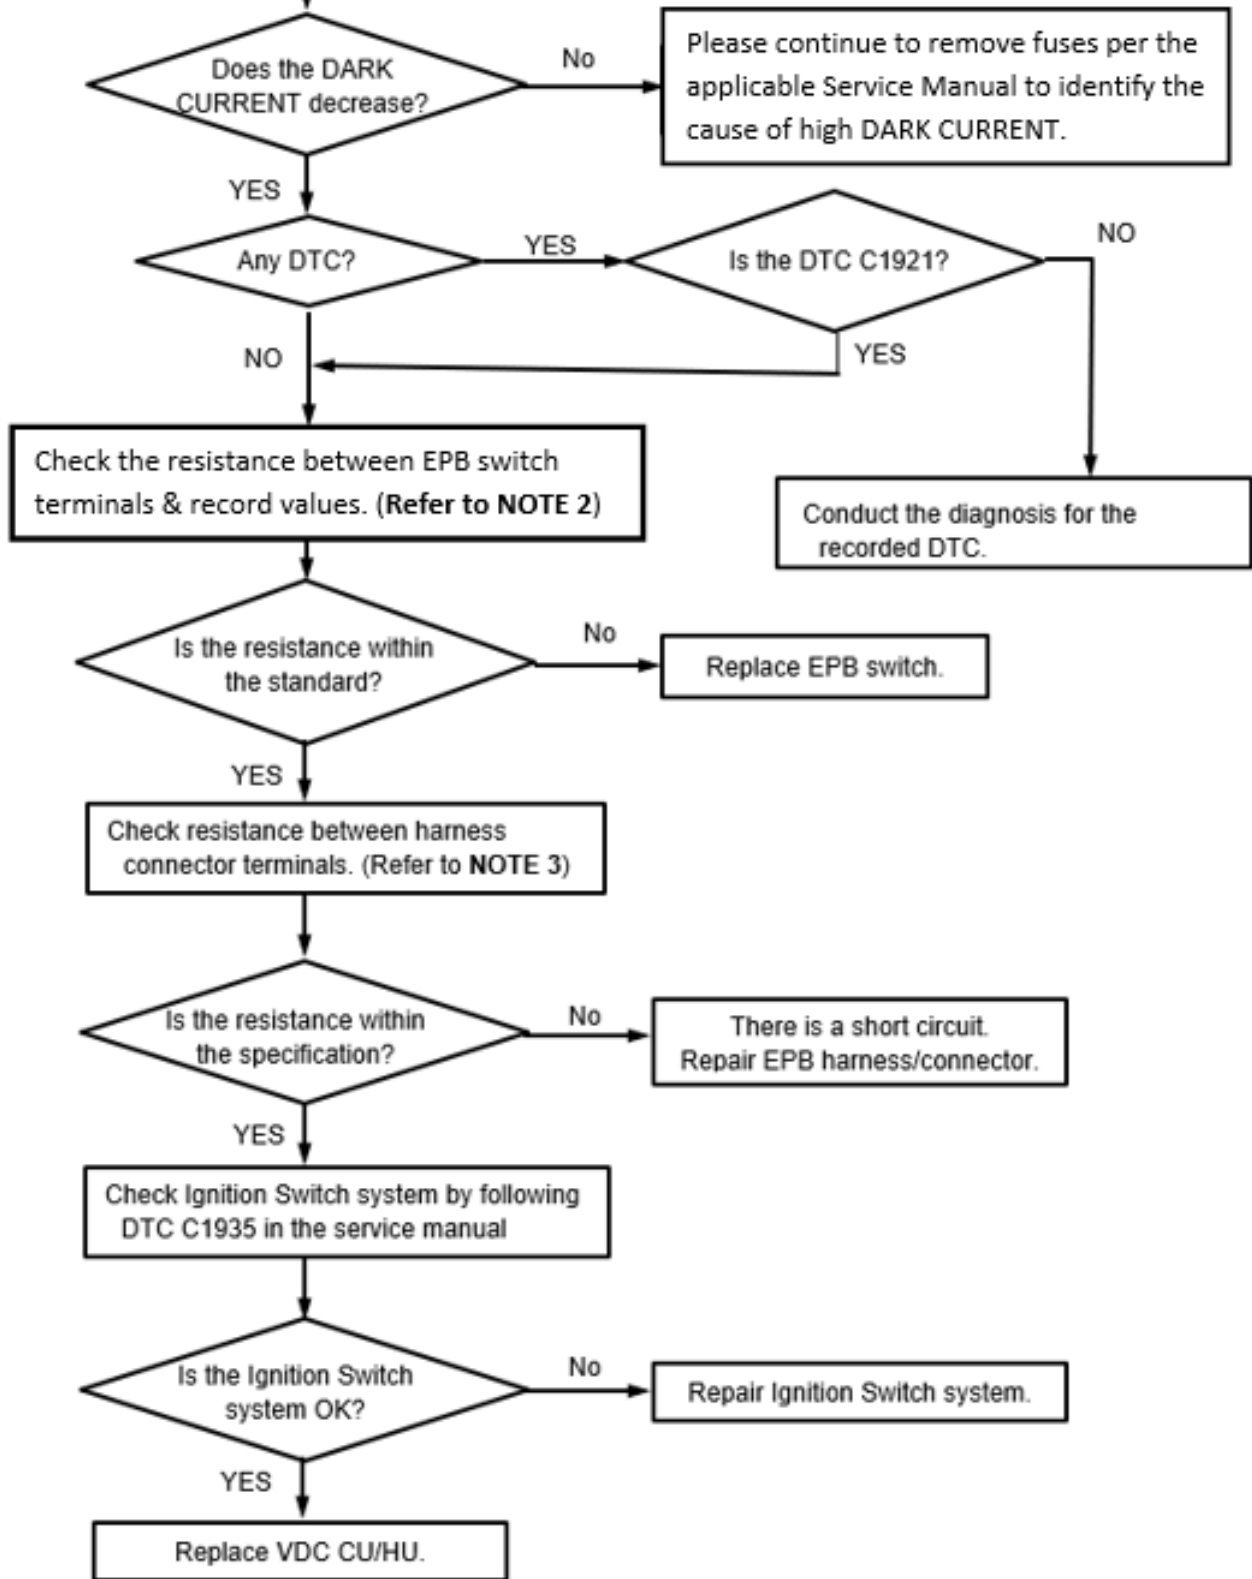 Does the DARK
CURRENT decrease?
No
Please continue to remove fuses per the
applicable Service Manual to identify the
cause of high DARK CURRENT.
YES
Any DTC?
YES
Is the DTC C1921?
NO
NO
YES
Check the resistance between EPB switch
terminals & record values. (Refer to NOTE 2)
Conduct the diagnosis for the
recorded DTC.
Is the resistance within
the standard?
No
Replace EPB switch.
YES
Check resistance between harness
connector terminals. (Refer to NOTE 3)
Is the resistance within
the specification?
No
There is a short circuit.
Repair EPB harness/connector.
YES
Check Ignition Switch system by following
DTC C1935 in the service manual
Is the Ignition Switch
system OK?
No
Repair Ignition Switch system.
YES
Replace VDC CU/HU.